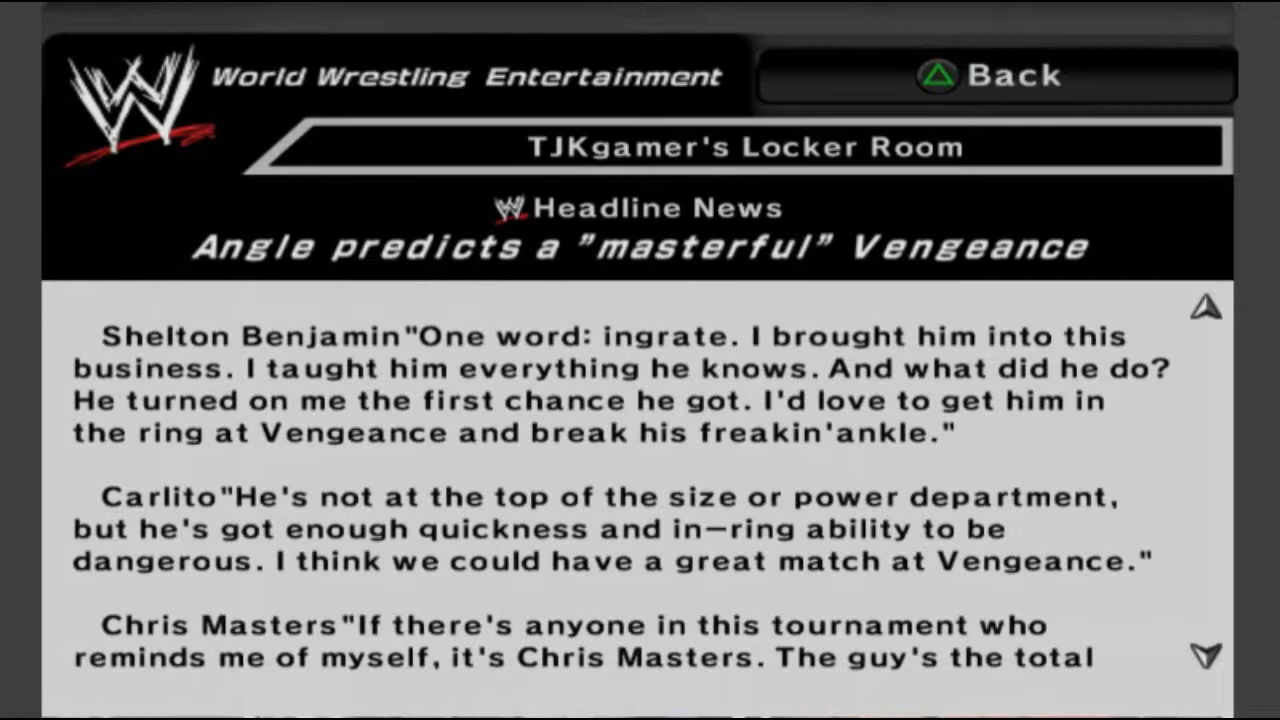 World Wrestling Entertainment
Back
TJKgamer's Locker Room
W Headline News
Angle predicts a "masterful" Vengeance
Shelton Benjamin"One word: ingrate. I brought him into this
business. I taught him everything he knows. And what did he do?
He turned on me the first chance he got. I'd love to get him in
the ring at Vengeance and break his freakin'ankle."
Carlito"He's not at the top of the size or power department,
but he's got enough quickness and in—ring ability to be
dangerous. I think we could have a great match at Vengeance."
Chris Masters"If there's anyone in this tournament who
reminds me of myself, it's Chris Masters. The guy's the total